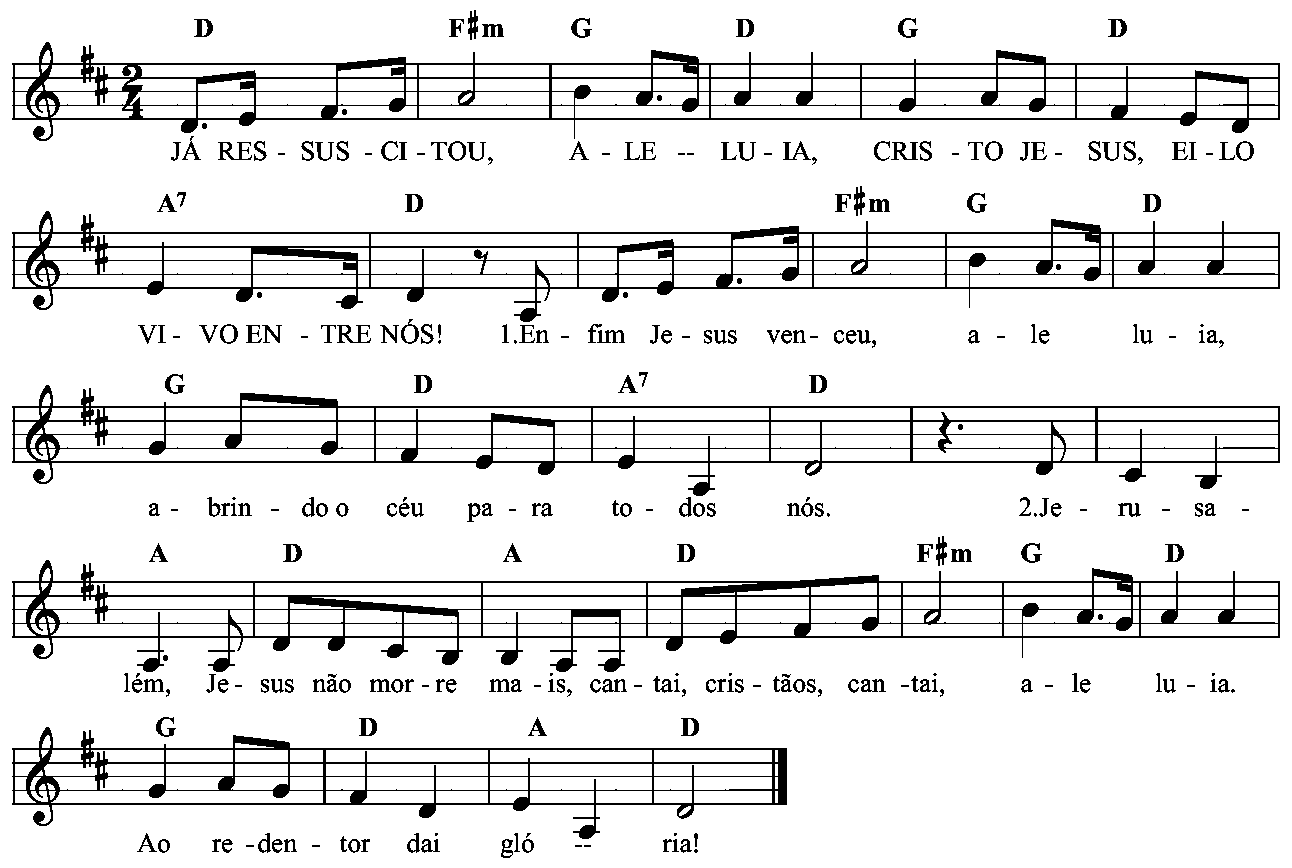 D F#m G D G D
2/4
JÁ RES - SUS - CI - TOU, A - LE -- LU - IA, CRIS - TO JE - SUS, EI - LO
A7 D F#m G D
VI - VO EN - TRE NÓS! 1.En - fim Je - sus ven - ceu, a - le lu - ia,
G D A7 D
a - brin - do o céu pa - ra to - dos nós. 2.Je - ru - sa -
A D A D F#m G D
lém, Je - sus não mor - re ma - is, can - tai, cris - tãos, can - tai, a - le lu - ia.
G D A D
Ao re - den - tor dai gló -- ria!